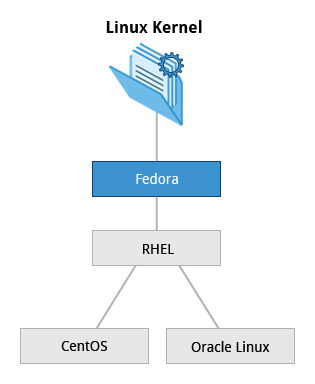 Linux Kernel
Fedora
RHEL
CentOS
Oracle Linux